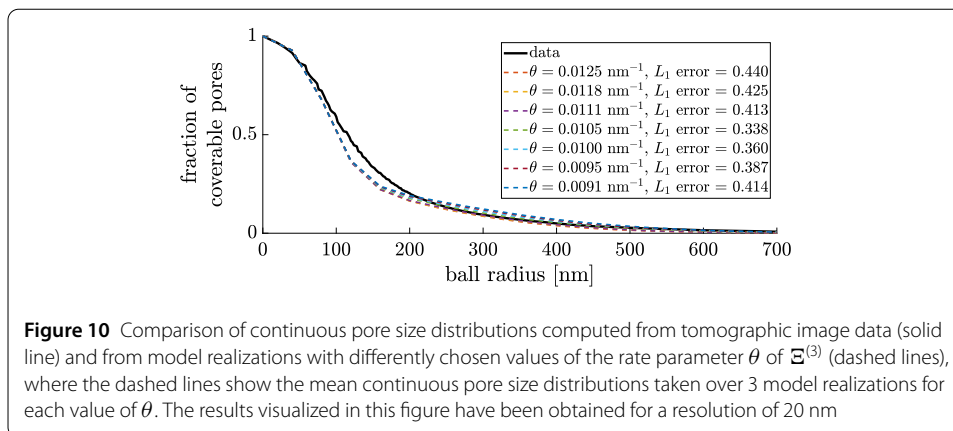 1
0.5
0
fraction of
coverable pores
data
θ = 0.0125 nm⁻¹, L₁ error = 0.440
θ = 0.0118 nm⁻¹, L₁ error = 0.425
θ = 0.0111 nm⁻¹, L₁ error = 0.413
θ = 0.0105 nm⁻¹, L₁ error = 0.338
θ = 0.0100 nm⁻¹, L₁ error = 0.360
θ = 0.0095 nm⁻¹, L₁ error = 0.387
θ = 0.0091 nm⁻¹, L₁ error = 0.414
0 100 200 300 400 500 600 700
ball radius [nm]
Figure 10 Comparison of continuous pore size distributions computed from tomographic image data (solid
line) and from model realizations with differently chosen values of the rate parameter θ of Ξ⁽³⁾ (dashed lines),
where the dashed lines show the mean continuous pore size distributions taken over 3 model realizations for
each value of θ. The results visualized in this figure have been obtained for a resolution of 20 nm